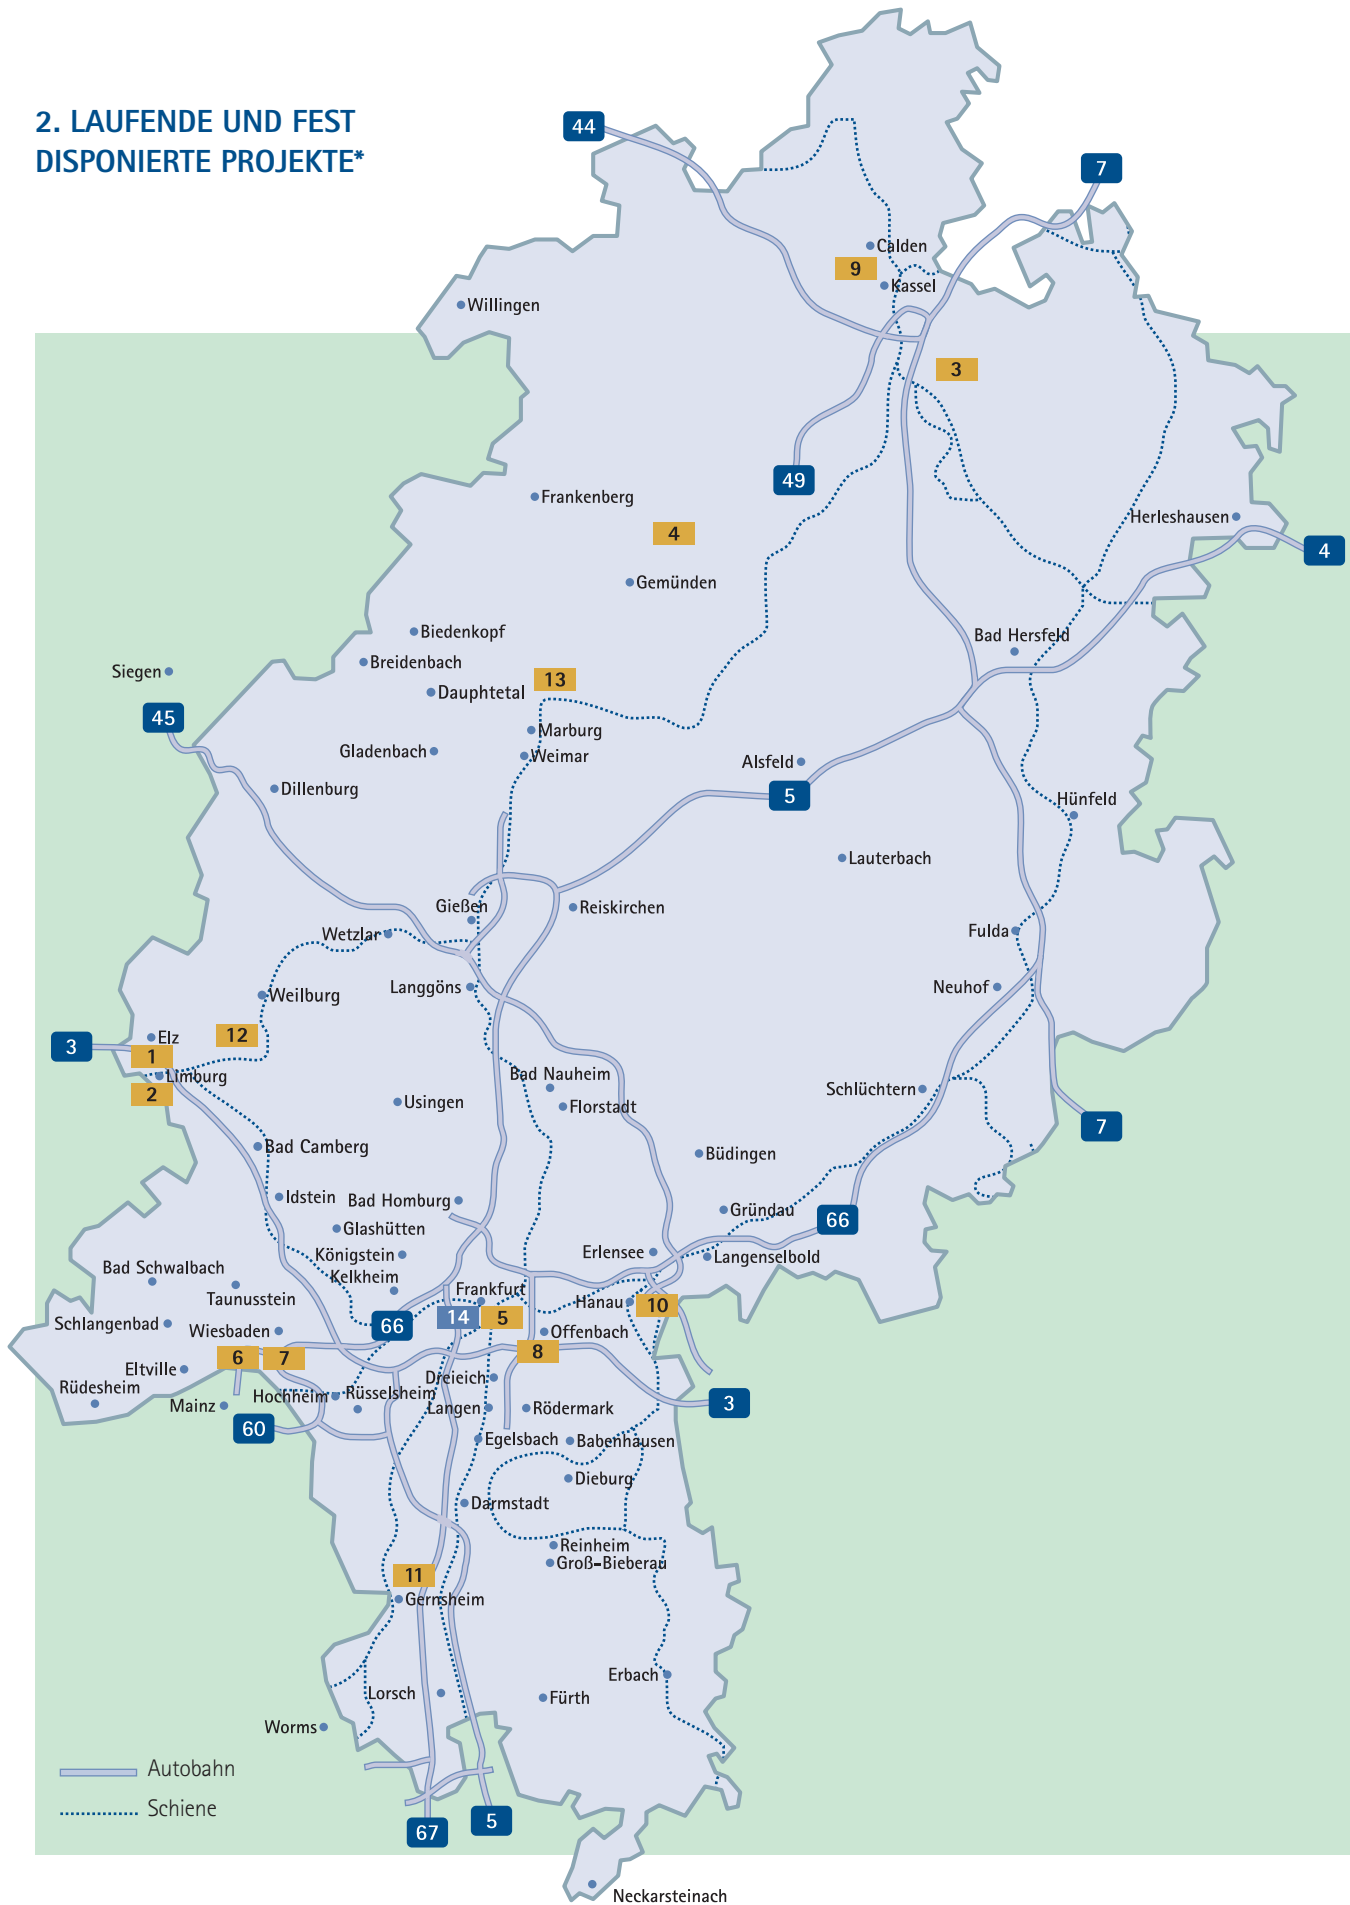 2. LAUFENDE UND FEST
DISPONIERTE PROJEKTE*
44
7
Calden
9
Kassel
Willingen
3
49
Frankenberg
4
Herleshausen
4
Gemünden
Biedenkopf
Bad Hersfeld
Breidenbach
Siegen
13
Dauphtetal
45
Marburg
Gladenbach
Weimar
Alsfeld
Dillenburg
5
Hünfeld
Lauterbach
Gießen
Reiskirchen
Wetzlar
Fulda
Langgöns
Neuhof
Weilburg
12
Elz
3
1
Limburg
2
Bad Nauheim
Schlüchtern
Usingen
Florstadt
7
Bad Camberg
Büdingen
Idstein
Bad Homburg
Gründau
66
Glashütten
Königstein
Erlensee
Langenselbold
Bad Schwalbach
Kelkheim
Taunusstein
Frankfurt
Hanau
10
14
5
Schlangenbad
Wiesbaden
66
Offenbach
6
7
8
Eltville
Dreieich
Rüdesheim
Hochheim
Rüsselsheim
Mainz
Langen
Rödermark
3
60
Egelsbach
Babenhausen
Dieburg
Darmstadt
Reinheim
Groß-Bieberau
11
Gernsheim
Erbach
Lorsch
Fürth
Worms
Autobahn
Schiene
67
5
Neckarsteinach